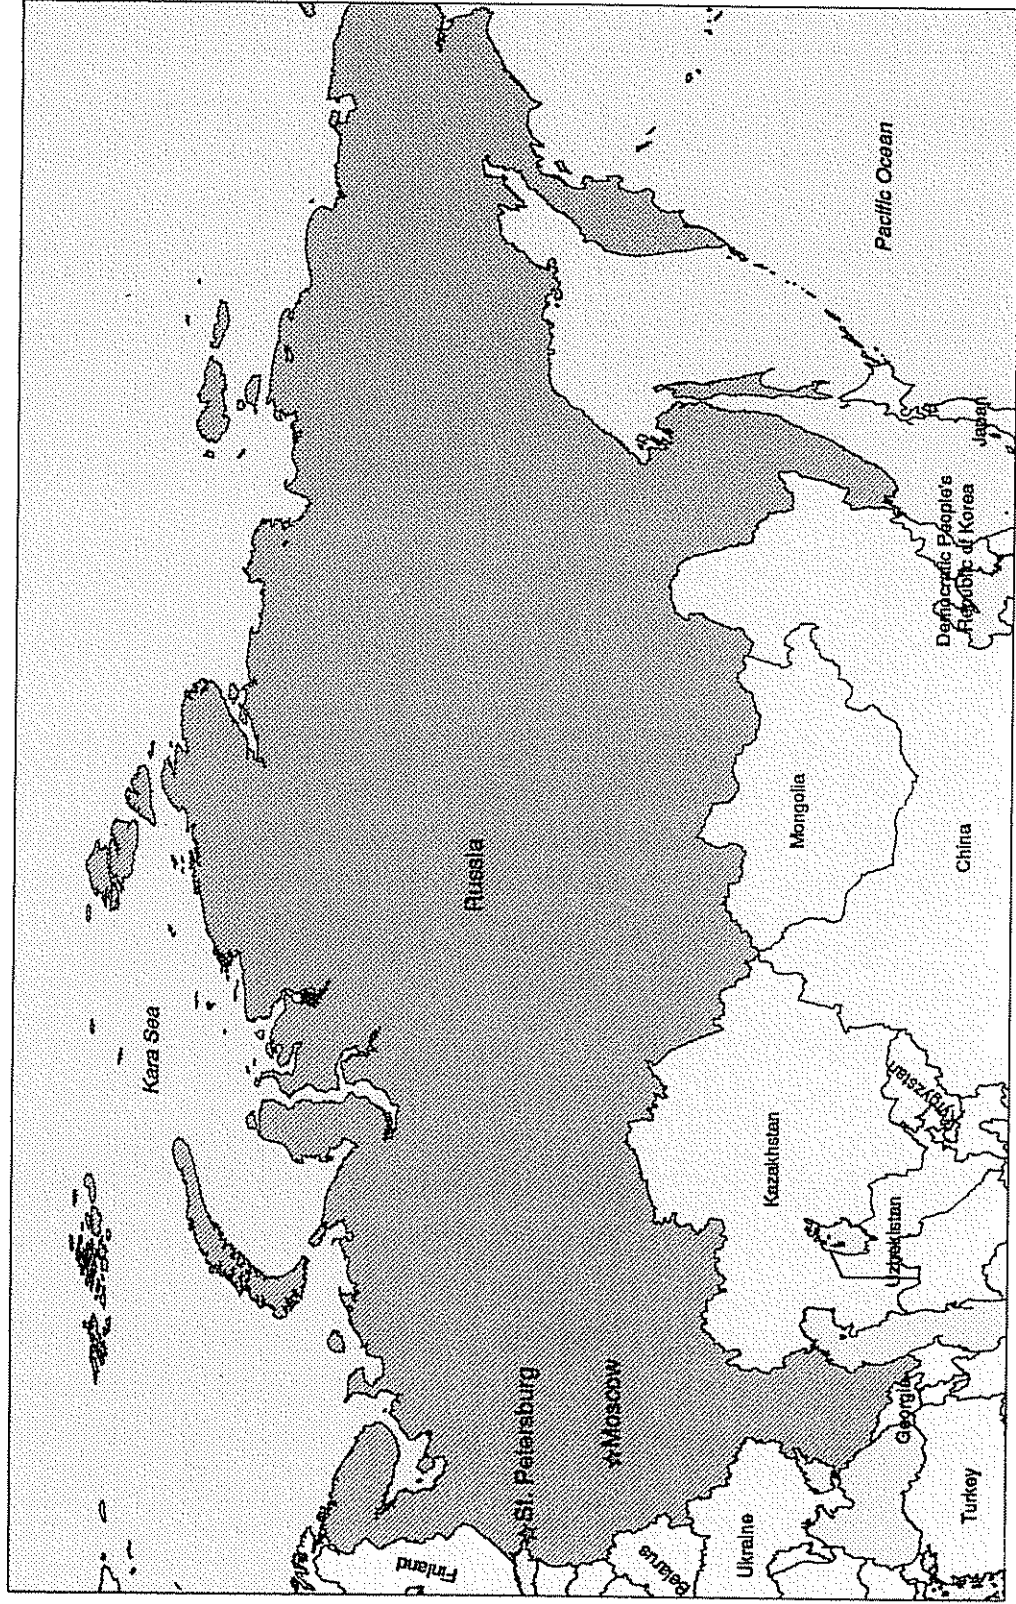 Kara Sea
Russia
Pacific Ocean
☆St. Petersburg
☆Moscow
Finland
Belarus
Ukraine
Georgia
Turkey
Kazakhstan
Uzbekistan
Kyrgyzstan
Mongolia
China
Democratic People's
Republic of Korea
Japan